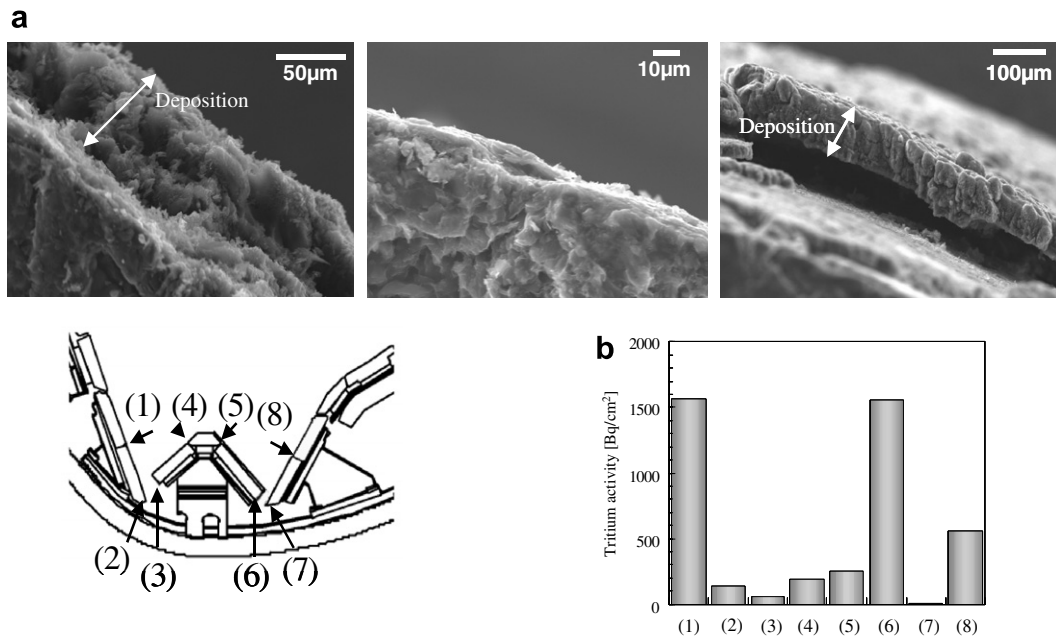 a
50µm
Deposition
10µm
100µm
Deposition
(1) (4) (5) (8)
(2) (3) (6) (7)
b
Tritium activity [Bq/cm²]
2000
1500
1000
500
0
(1) (2) (3) (4) (5) (6) (7) (8)